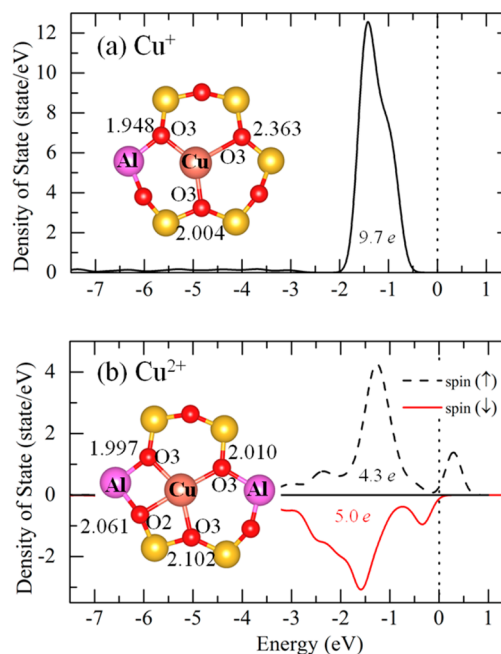 (a) Cu⁺
Density of State (state/eV)
12
10
8
6
4
2
0
1.948
O3
2.363
Al
Cu
O3
O3
2.004
9.7 e
-7 -6 -5 -4 -3 -2 -1 0 1
(b) Cu²⁺
Density of State (state/eV)
4
2
0
-2
spin (↑)
spin (↓)
1.997
O3
2.010
Al
Cu
O3
Al
O2
O3
2.061
2.102
4.3 e
5.0 e
-7 -6 -5 -4 -3 -2 -1 0 1
Energy (eV)